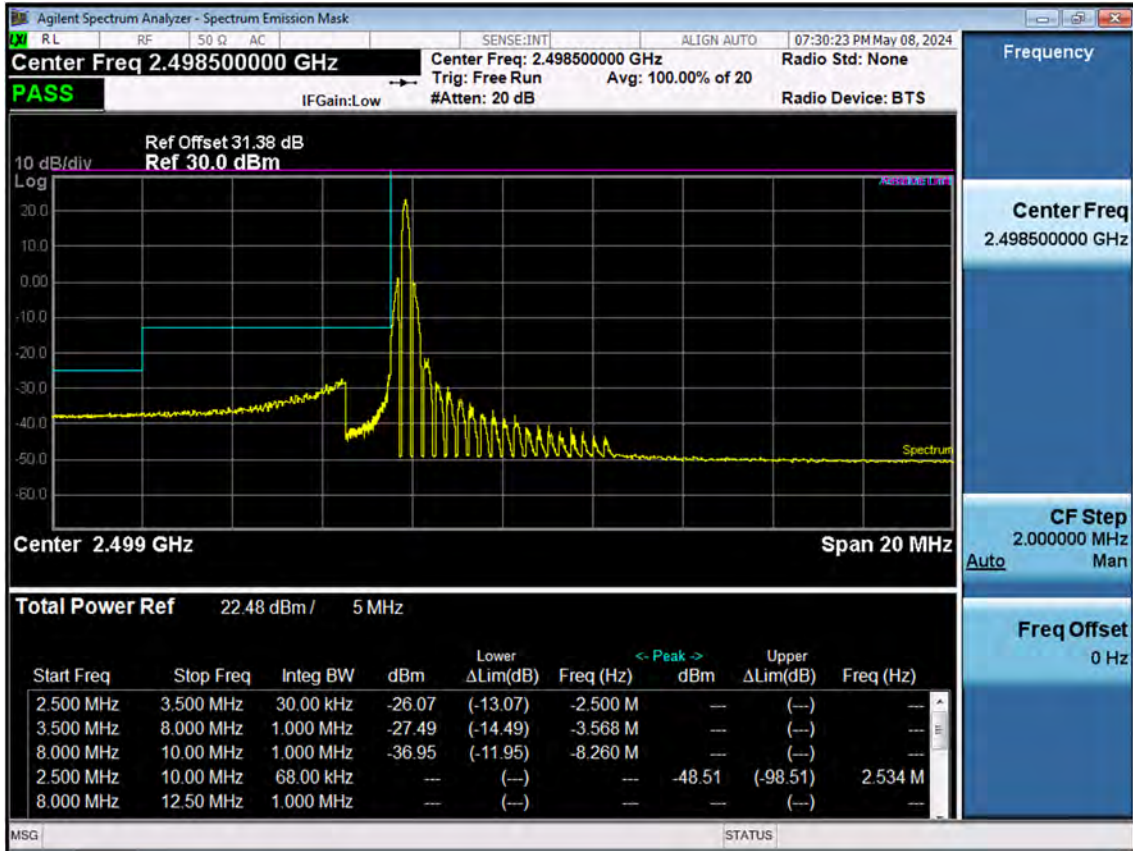 Agilent Spectrum Analyzer - Spectrum Emission Mask
LXI RL RF 50 Ω AC SENSE:INT ALIGN AUTO 07:30:23 PM May 08, 2024
Center Freq 2.498500000 GHz Center Freq: 2.498500000 GHz Radio Std: None
Trig: Free Run Avg: 100.00% of 20
PASS IFGain:Low #Atten: 20 dB Radio Device: BTS
Ref Offset 31.38 dB
10 dB/div Ref 30.0 dBm
Log
Absolute Limit
20.0
10.0
0.00
-10.0
-20.0
-30.0
-40.0
-50.0
Spectrum
-60.0
Center 2.499 GHz Span 20 MHz
Total Power Ref 22.48 dBm / 5 MHz
Lower <- Peak -> Upper
Start Freq Stop Freq Integ BW dBm ΔLim(dB) Freq (Hz) dBm ΔLim(dB) Freq (Hz)
2.500 MHz 3.500 MHz 30.00 kHz -26.07 (-13.07) -2.500 M --- (---) ---
3.500 MHz 8.000 MHz 1.000 MHz -27.49 (-14.49) -3.568 M --- (---) ---
8.000 MHz 10.00 MHz 1.000 MHz -36.95 (-11.95) -8.260 M --- (---) ---
2.500 MHz 10.00 MHz 68.00 kHz --- (---) --- -48.51 (-98.51) 2.534 M
8.000 MHz 12.50 MHz 1.000 MHz --- (---) --- --- (---) ---
MSG STATUS
Frequency
Center Freq
2.498500000 GHz
CF Step
2.000000 MHz
Auto Man
Freq Offset
0 Hz